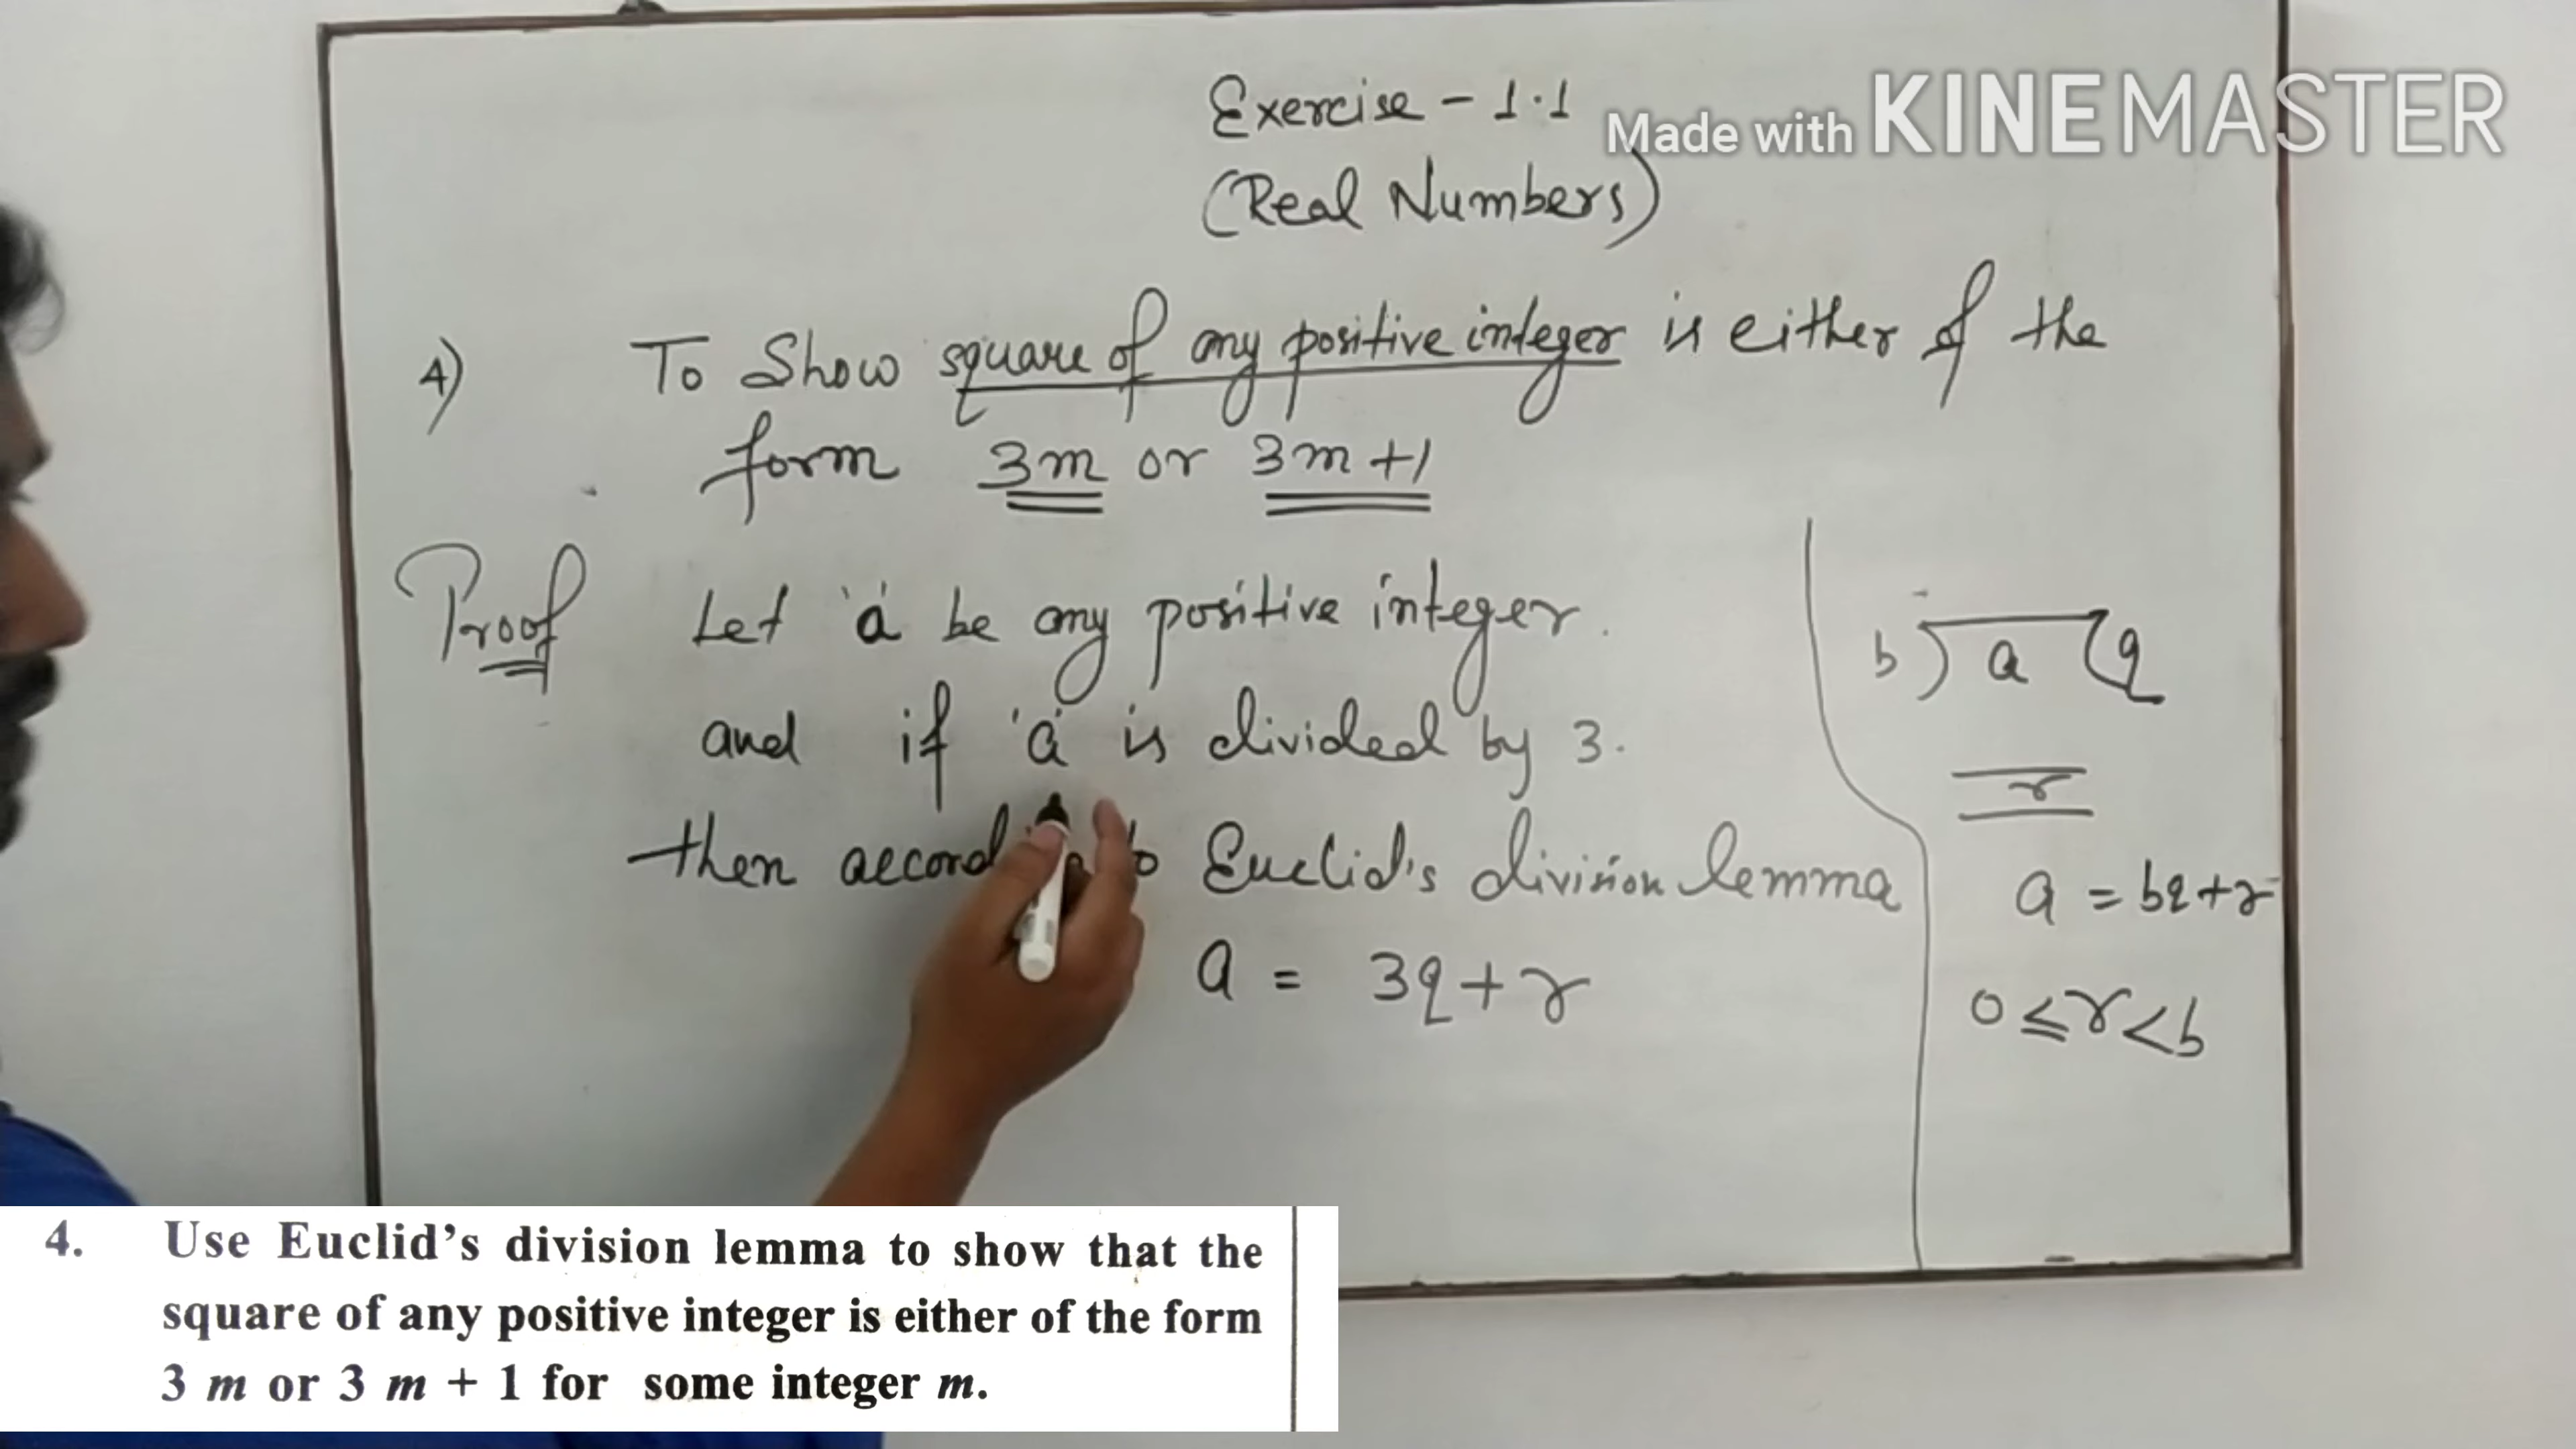 Exercise - 1.1
Made with KINEMASTER
(Real Numbers)
4) To Show square of any positive integer is either of the
form 3m or 3m+1
Proof Let 'a' be any positive integer.
and if 'a' is divided by 3.
then accord to Euclid's division lemma
a = 3q+r
b) a (q
r
a = bq+r
0≤r<b
4. Use Euclid's division lemma to show that the
square of any positive integer is either of the form
3 m or 3 m + 1 for some integer m.